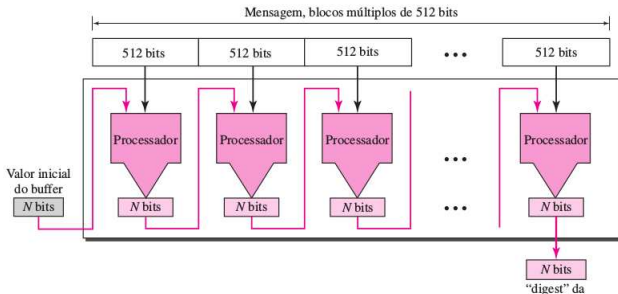 Mensagem, blocos múltiplos de 512 bits
512 bits 512 bits 512 bits ••• 512 bits
Processador Processador Processador Processador
•••
Valor inicial
do buffer
N bits N bits N bits N bits ••• N bits
N bits
“digest” da